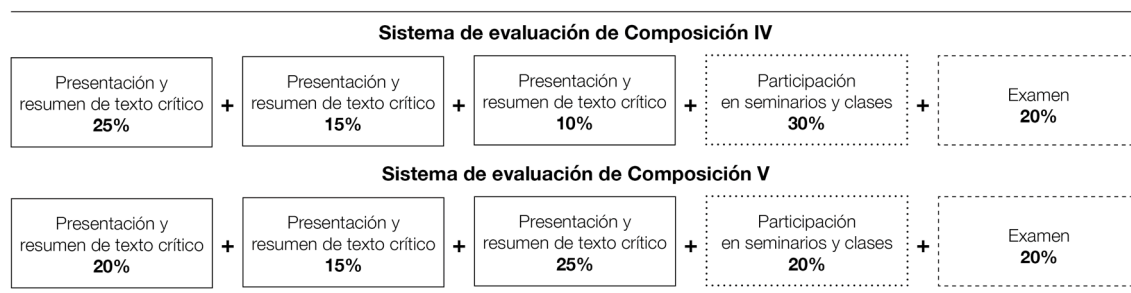 Sistema de evaluación de Composición IV
Presentación y
resumen de texto crítico
25%
+
Presentación y
resumen de texto crítico
15%
+
Presentación y
resumen de texto crítico
10%
+
Participación
en seminarios y clases
30%
+
Examen
20%
Sistema de evaluación de Composición V
Presentación y
resumen de texto crítico
20%
+
Presentación y
resumen de texto crítico
15%
+
Presentación y
resumen de texto crítico
25%
+
Participación
en seminarios y clases
20%
+
Examen
20%